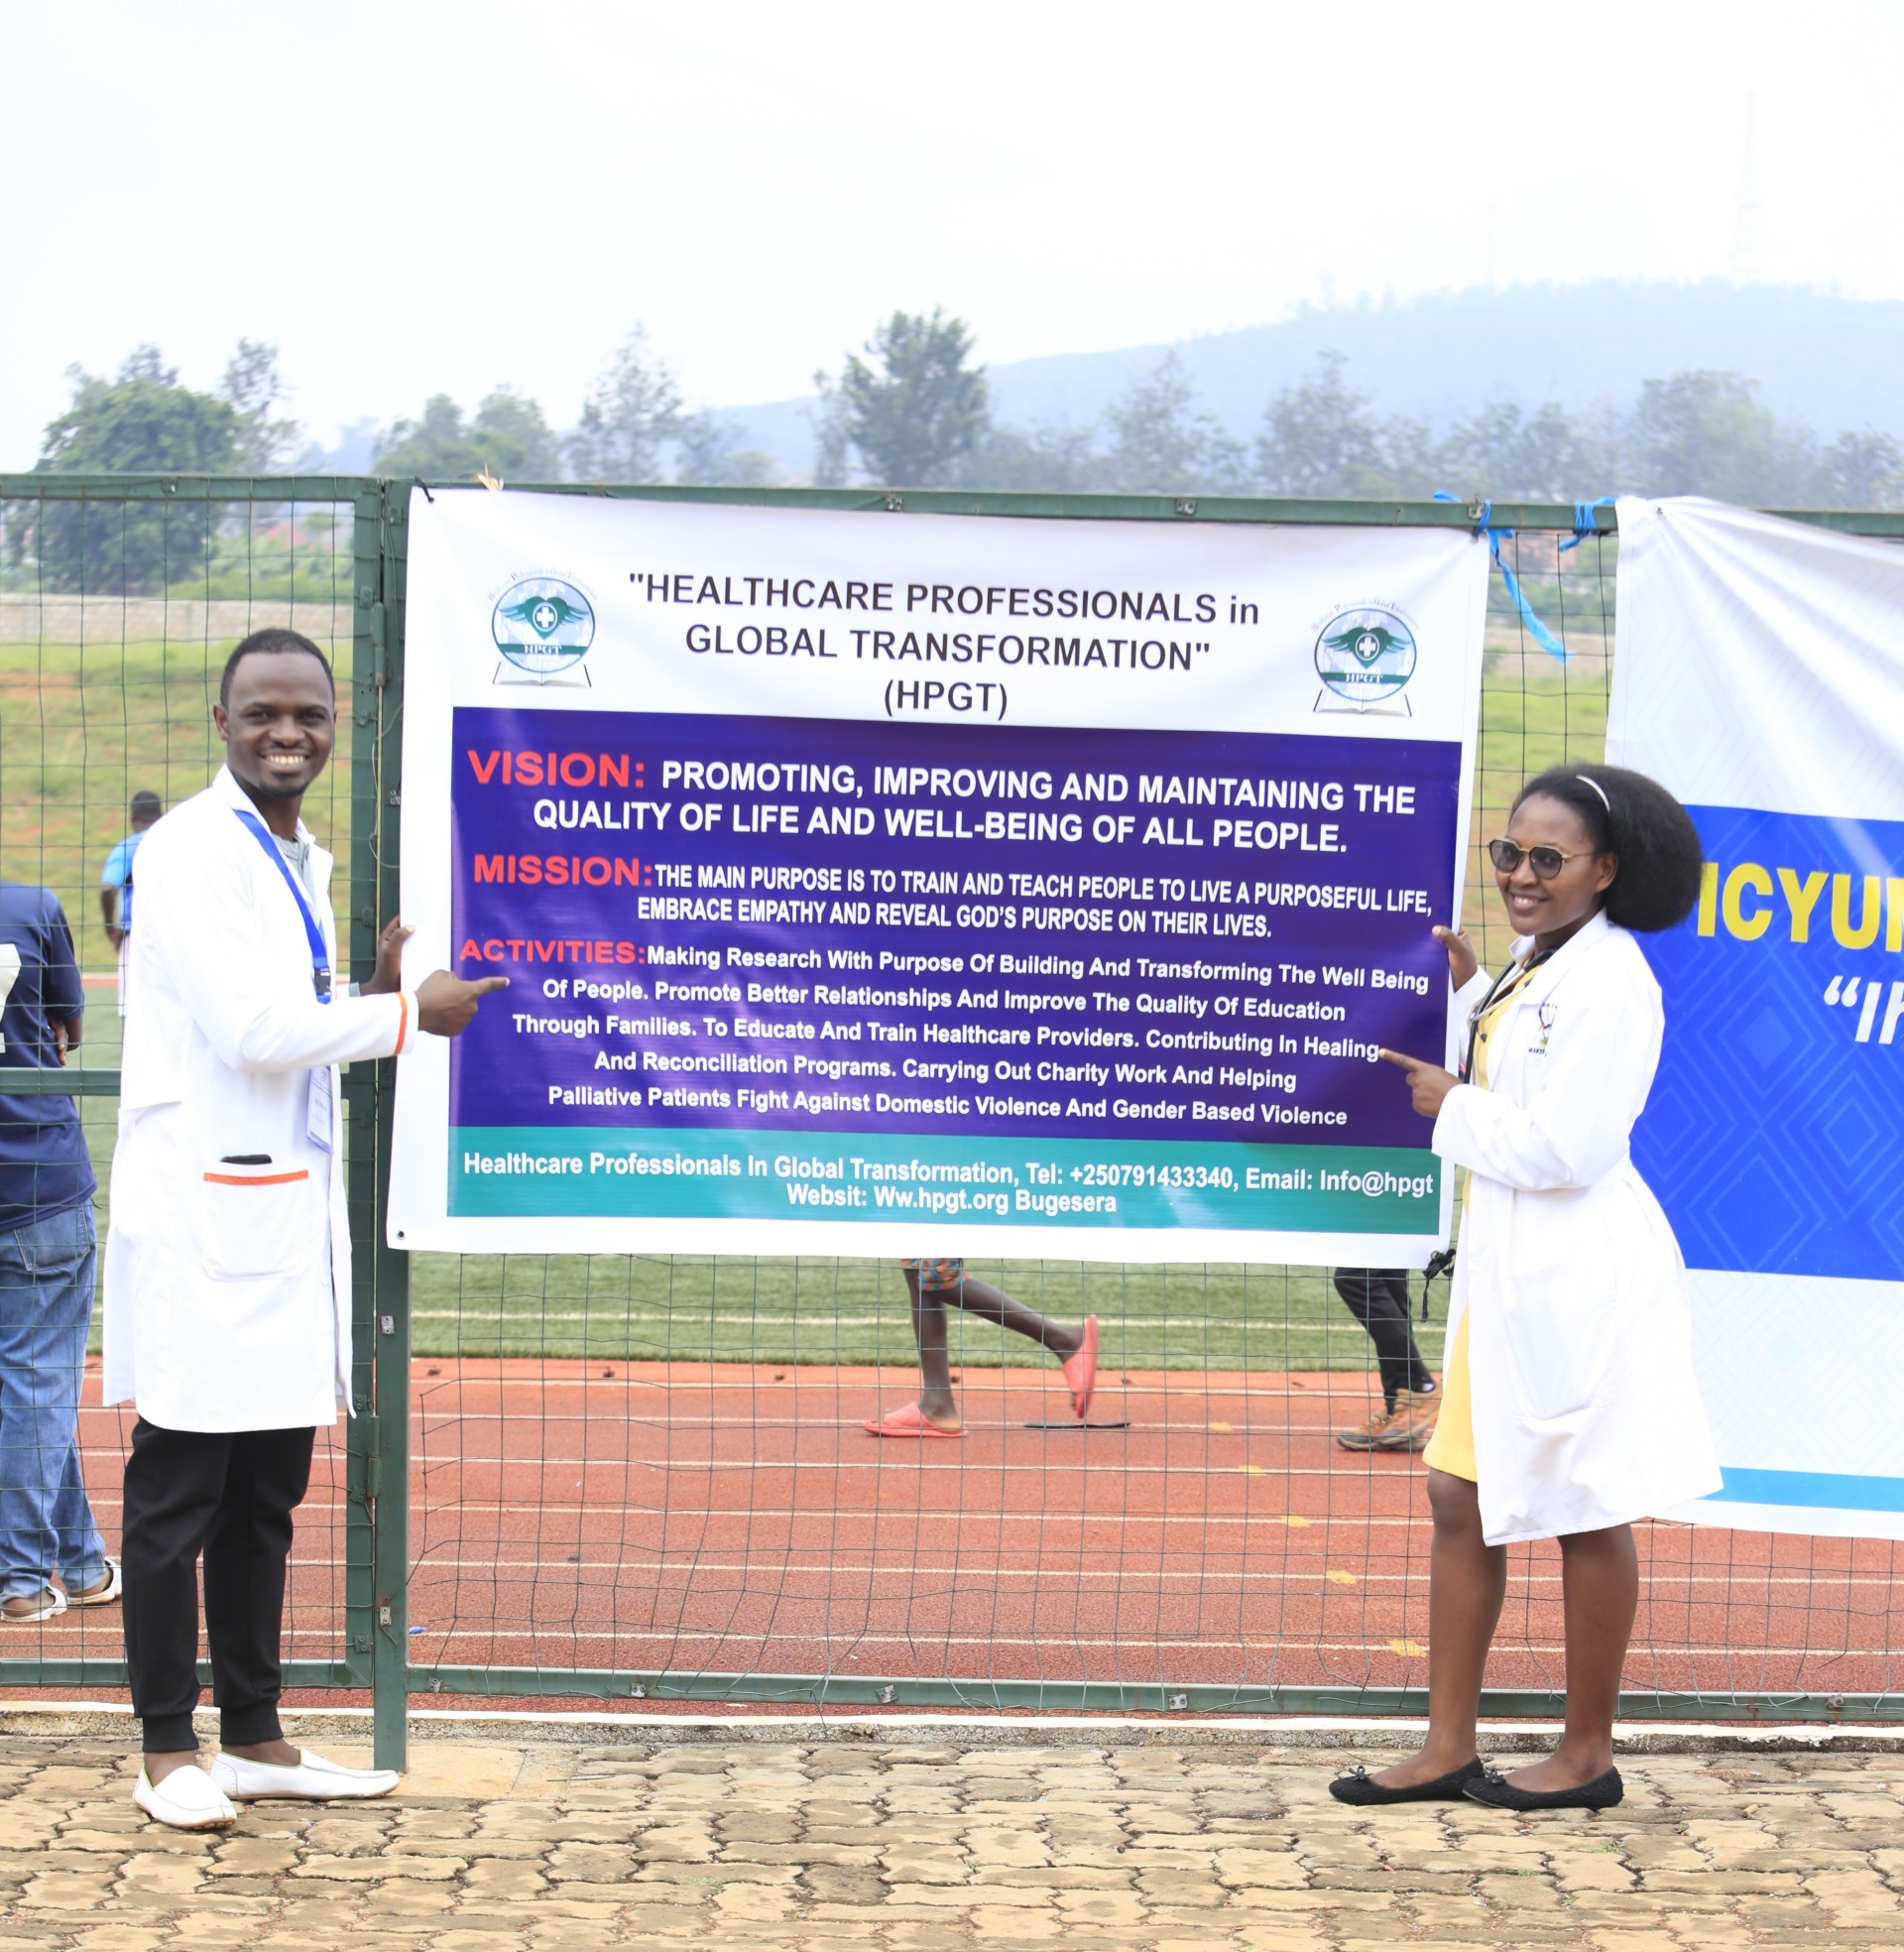 "HEALTHCARE PROFESSIONALS in
GLOBAL TRANSFORMATION"
(HPGT)
HPGT
HPGT
VISION: PROMOTING, IMPROVING AND MAINTAINING THE
QUALITY OF LIFE AND WELL-BEING OF ALL PEOPLE.
MISSION:THE MAIN PURPOSE IS TO TRAIN AND TEACH PEOPLE TO LIVE A PURPOSEFUL LIFE,
EMBRACE EMPATHY AND REVEAL GOD'S PURPOSE ON THEIR LIVES.
ACTIVITIES:Making Research With Purpose Of Building And Transforming The Well Being
Of People. Promote Better Relationships And Improve The Quality Of Education
Through Families. To Educate And Train Healthcare Providers. Contributing In Healing
And Reconciliation Programs. Carrying Out Charity Work And Helping
Palliative Patients Fight Against Domestic Violence And Gender Based Violence
Healthcare Professionals In Global Transformation, Tel: +250791433340, Email: Info@hpgt
Websit: Ww.hpgt.org Bugesera